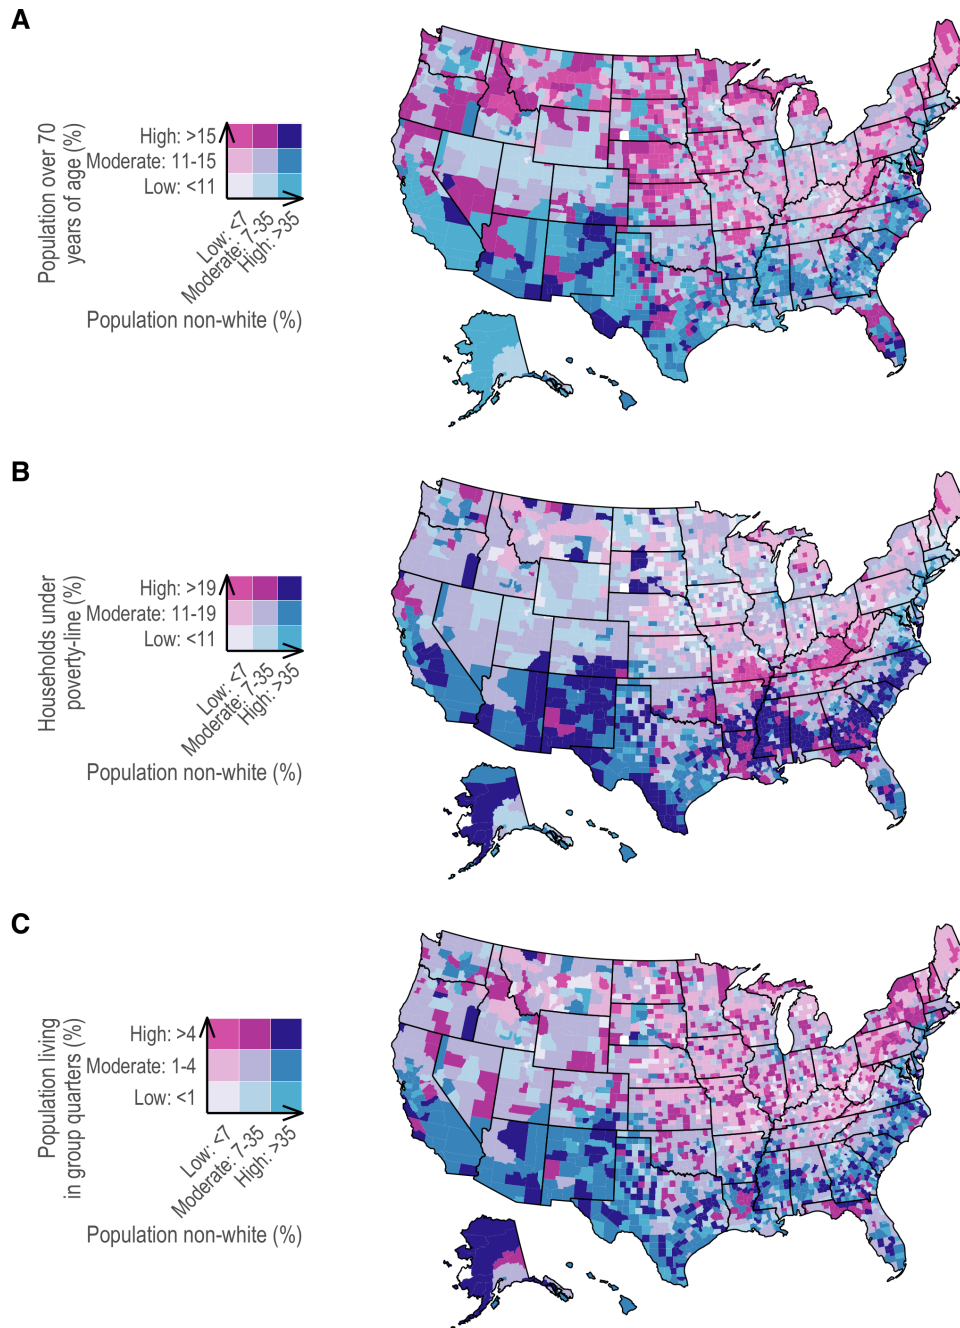 A
Population over 70
years of age (%)
High: >15
Moderate: 11-15
Low: <11
Low: <7
Moderate: 7-35
High: >35
Population non-white (%)
B
Households under
poverty-line (%)
High: >19
Moderate: 11-19
Low: <11
Low: <7
Moderate: 7-35
High: >35
Population non-white (%)
C
Population living
in group quarters (%)
High: >4
Moderate: 1-4
Low: <1
Low: <7
Moderate: 7-35
High: >35
Population non-white (%)